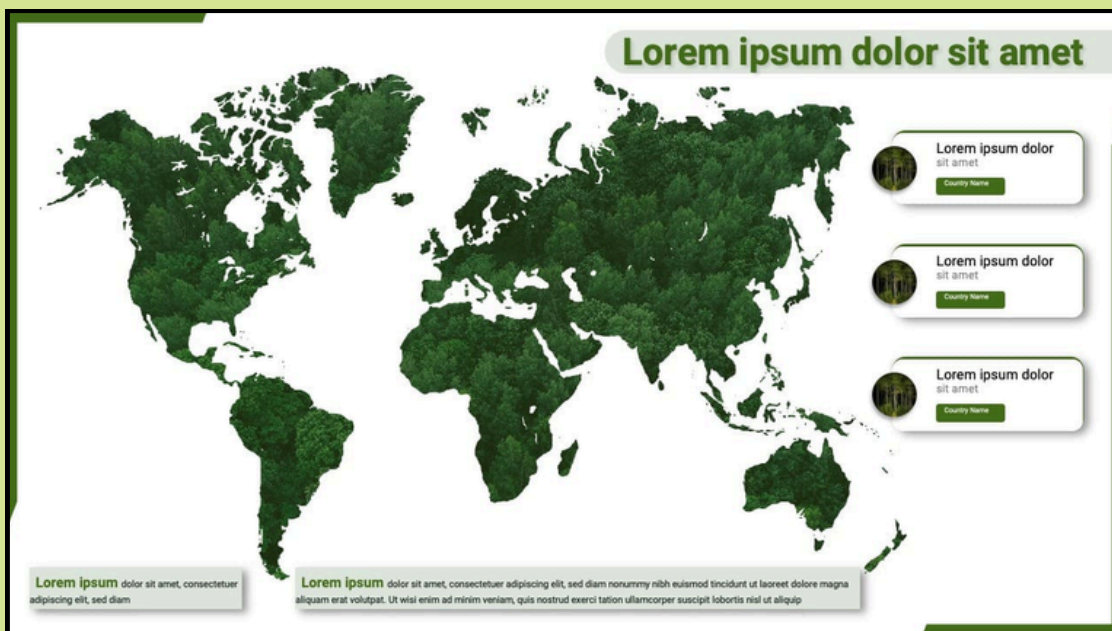 Lorem ipsum dolor sit amet
Lorem ipsum dolor
sit amet
Country Name
Lorem ipsum dolor
sit amet
Country Name
Lorem ipsum dolor
sit amet
Country Name
Lorem ipsum dolor sit amet, consectetuer
adipiscing elit, sed diam
Lorem ipsum dolor sit amet, consectetuer adipiscing elit, sed diam nonummy nibh euismod tincidunt ut laoreet dolore magna
aliquam erat volutpat. Ut wisi enim ad minim veniam, quis nostrud exerci tation ullamcorper suscipit lobortis nisl ut aliquip